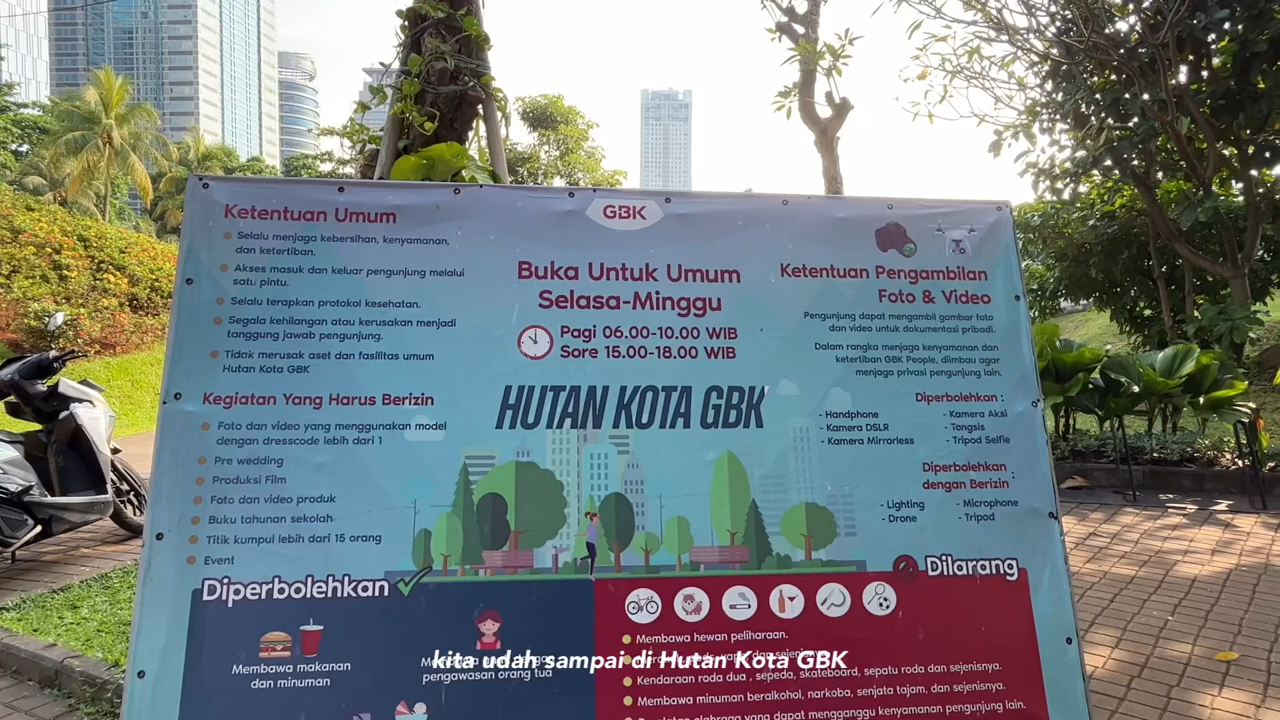 GBK
Ketentuan Umum
Selalu menjaga kebersihan, kenyamanan,
dan ketertiban.
Akses masuk dan keluar pengunjung melalui
satu pintu.
Selalu terapkan protokol kesehatan.
Segala kehilangan atau kerusakan menjadi
tanggung jawab pengunjung.
Tidak merusak aset dan fasilitas umum
Hutan Kota GBK
Kegiatan Yang Harus Berizin
Foto dan video yang menggunakan model
dengan dresscode lebih dari 1
Pre wedding
Produksi Film
Foto dan video produk
Buku tahunan sekolah
Titik kumpul lebih dari 15 orang
Event
Buka Untuk Umum
Selasa-Minggu
Pagi 06.00-10.00 WIB
Sore 15.00-18.00 WIB
HUTAN KOTA GBK
Ketentuan Pengambilan
Foto & Video
Pengunjung dapat mengambil gambar foto
dan video untuk dokumentasi pribadi.
Dalam rangka menjaga kenyamanan dan
ketertiban GBK People, diimbau agar
menjaga privasi pengunjung lain.
Diperbolehkan :
- Handphone
- Kamera DSLR
- Kamera Mirrorless
- Kamera Aksi
- Tongsis
- Tripod Selfie
Diperbolehkan
dengan Berizin :
- Lighting
- Drone
- Microphone
- Tripod
Diperbolehkan
Membawa makanan
dan minuman
pengawasan orang tua
Dilarang
Membawa hewan peliharaan.
Kendaraan roda dua , sepeda, skateboard, sepatu roda dan sejenisnya.
Membawa minuman beralkohol, narkoba, senjata tajam, dan sejenisnya.
yang dapat mengganggu kenyamanan pengunjung lain.
kita udah sampai di Hutan Kota GBK